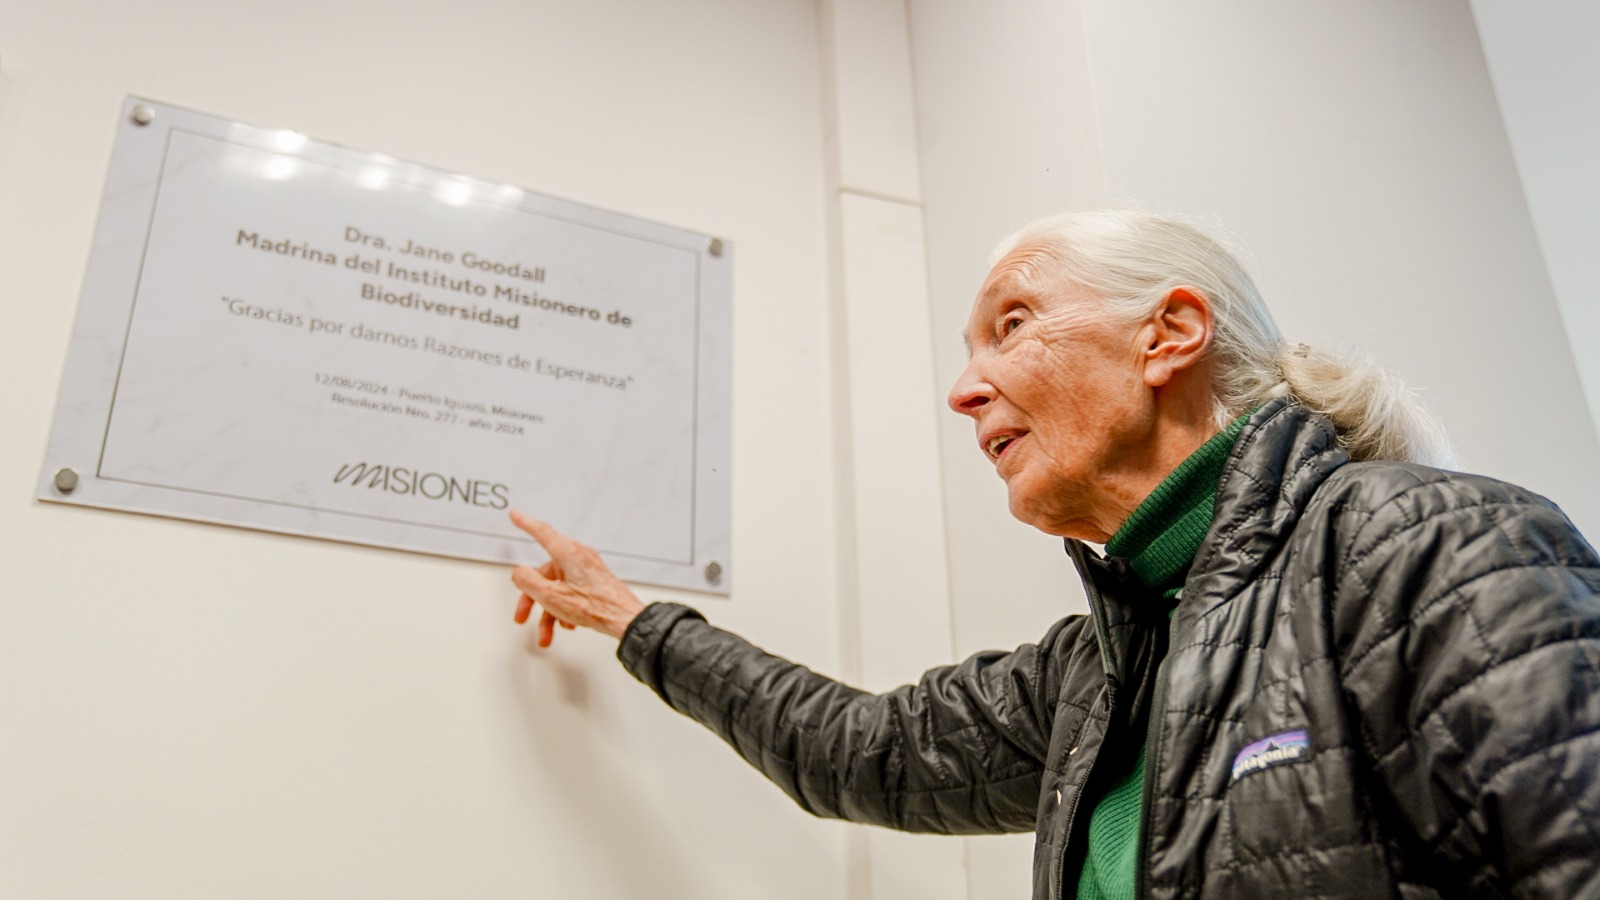 Dra. Jane Goodall
Madrina del Instituto Misionero de
Biodiversidad
"Gracias por darnos Razones de Esperanza"
12/08/2024 - Puerto Iguazú, Misiones
Resolución Nro. 277 - año 2024
MISIONES
patagonia